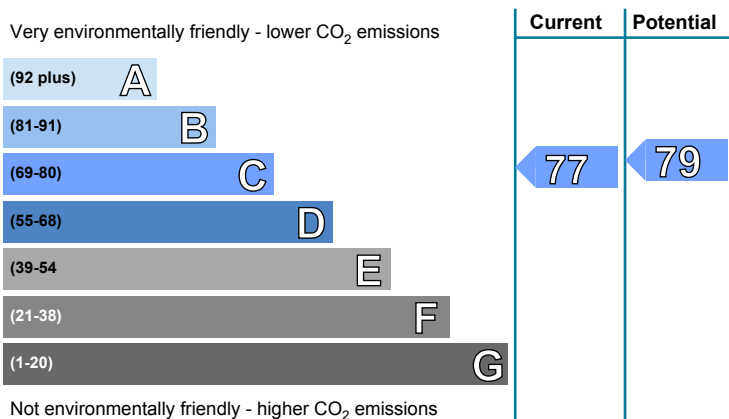 Current Potential
Very environmentally friendly - lower CO2 emissions
(92 plus) A
(81-91) B
(69-80) C
77 79
(55-68) D
(39-54 E
(21-38) F
(1-20) G
Not environmentally friendly - higher CO2 emissions